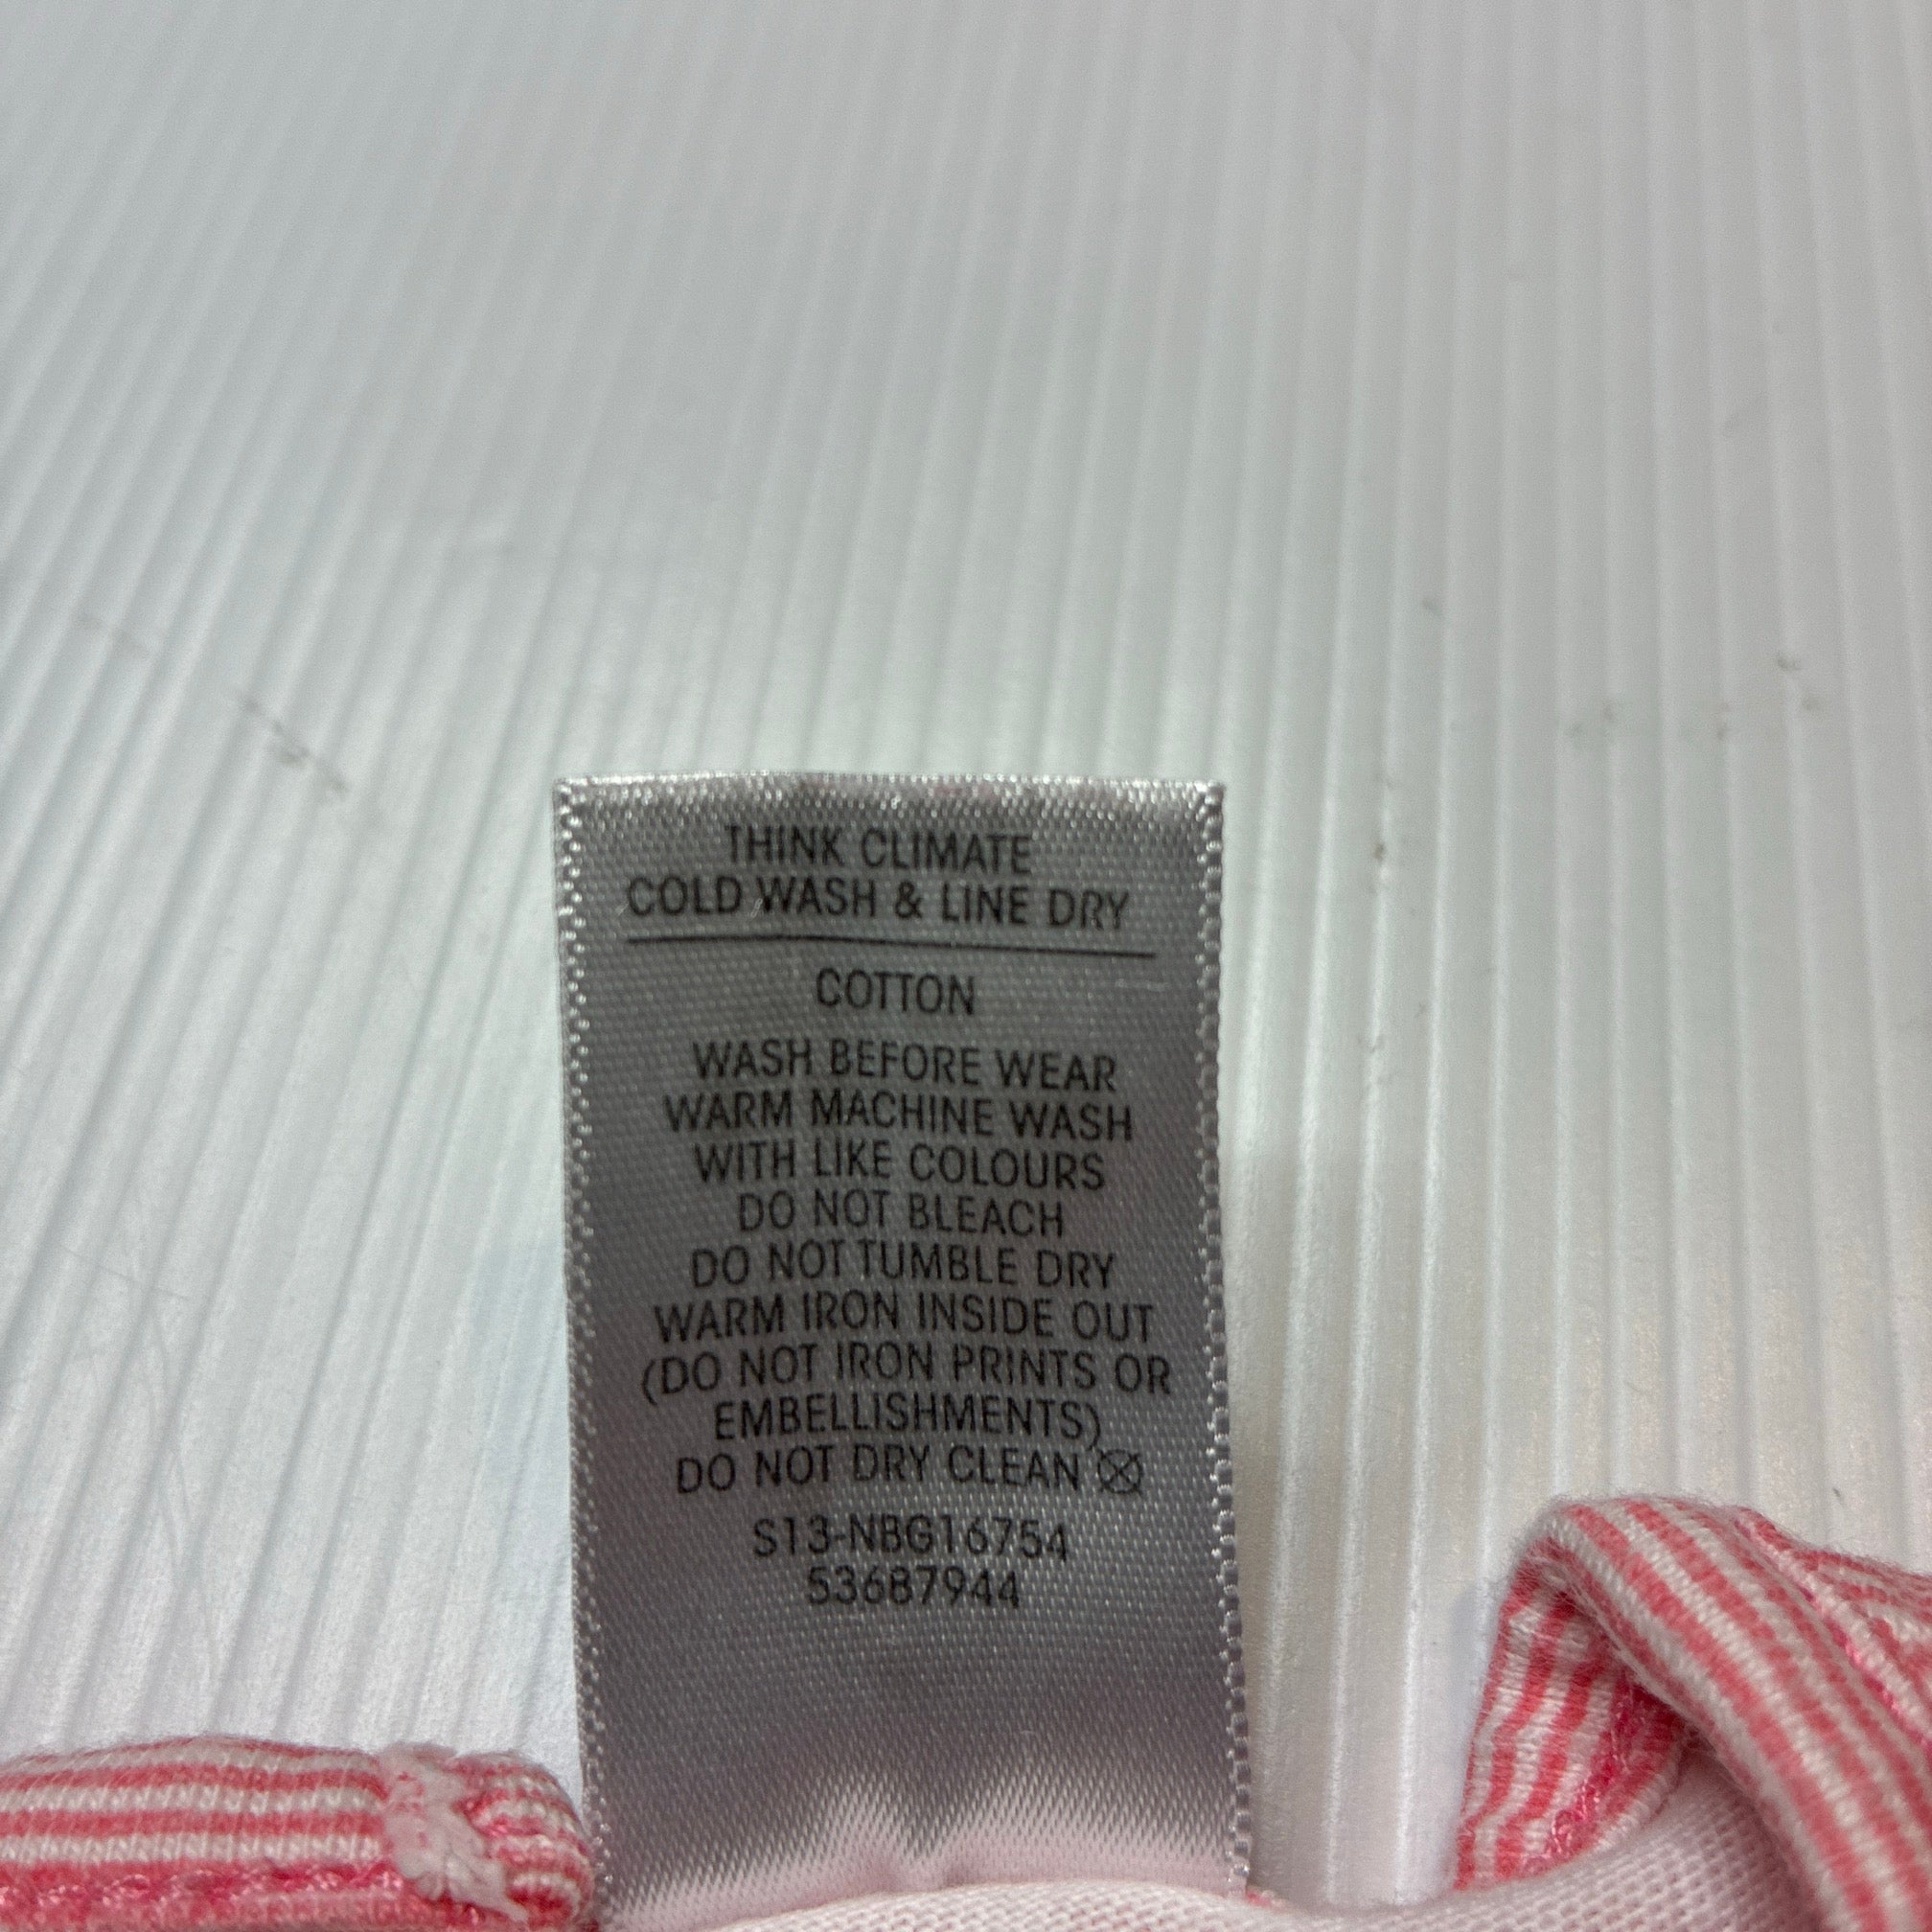 THINK CLIMATE
COLD WASH & LINE DRY
COTTON
WASH BEFORE WEAR
WARM MACHINE WASH
WITH LIKE COLOURS
DO NOT BLEACH
DO NOT TUMBLE DRY
WARM IRON INSIDE OUT
(DO NOT IRON PRINTS OR
EMBELLISHMENTS)
DO NOT DRY CLEAN
S13-NBG16754
53687944